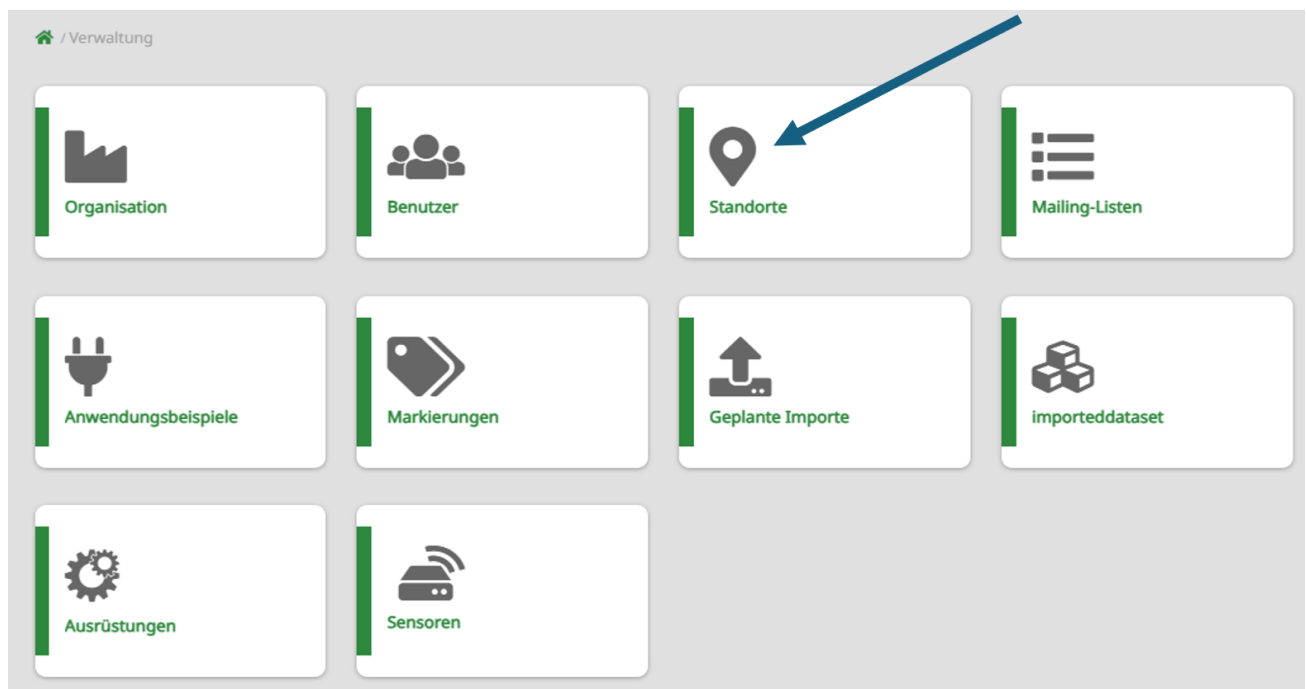 / Verwaltung
Organisation
Benutzer
Standorte
Mailing-Listen
Anwendungsbeispiele
Markierungen
Geplante Importe
importeddataset
Ausrüstungen
Sensoren